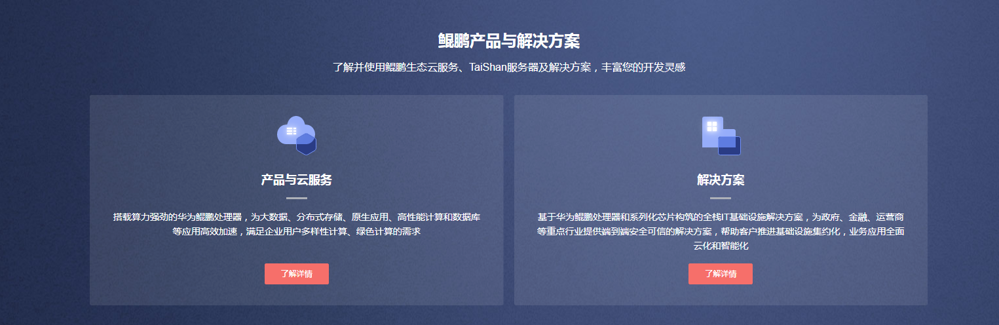 鲲鹏产品与解决方案
了解并使用鲲鹏生态云服务、TaiShan服务器及解决方案，丰富您的开发灵感
产品与云服务
搭载算力强劲的华为鲲鹏处理器，为大数据、分布式存储、原生应用、高性能计算和数据库
等应用高效加速，满足企业用户多样性计算、绿色计算的需求
了解详情
解决方案
基于华为鲲鹏处理器和系列化芯片构筑的全栈IT基础设施解决方案，为政府、金融、运营商
等重点行业提供端到端安全可信的解决方案，帮助客户推进基础设施集约化，业务应用全面
云化和智能化
了解详情